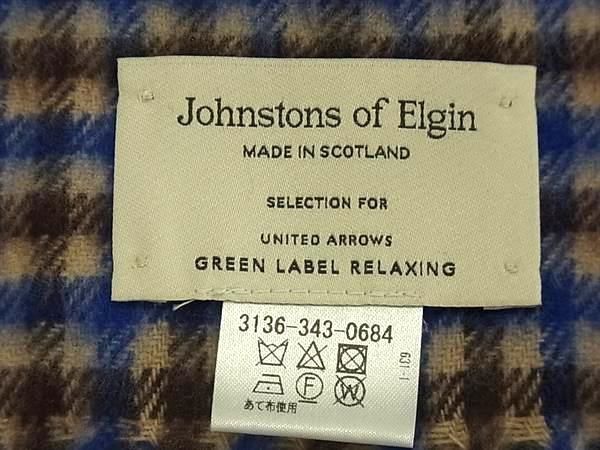 Johnstons of Elgin
MADE IN SCOTLAND
SELECTION FOR
UNITED ARROWS
GREEN LABEL RELAXING
3136-343-0684
F W
あて布使用